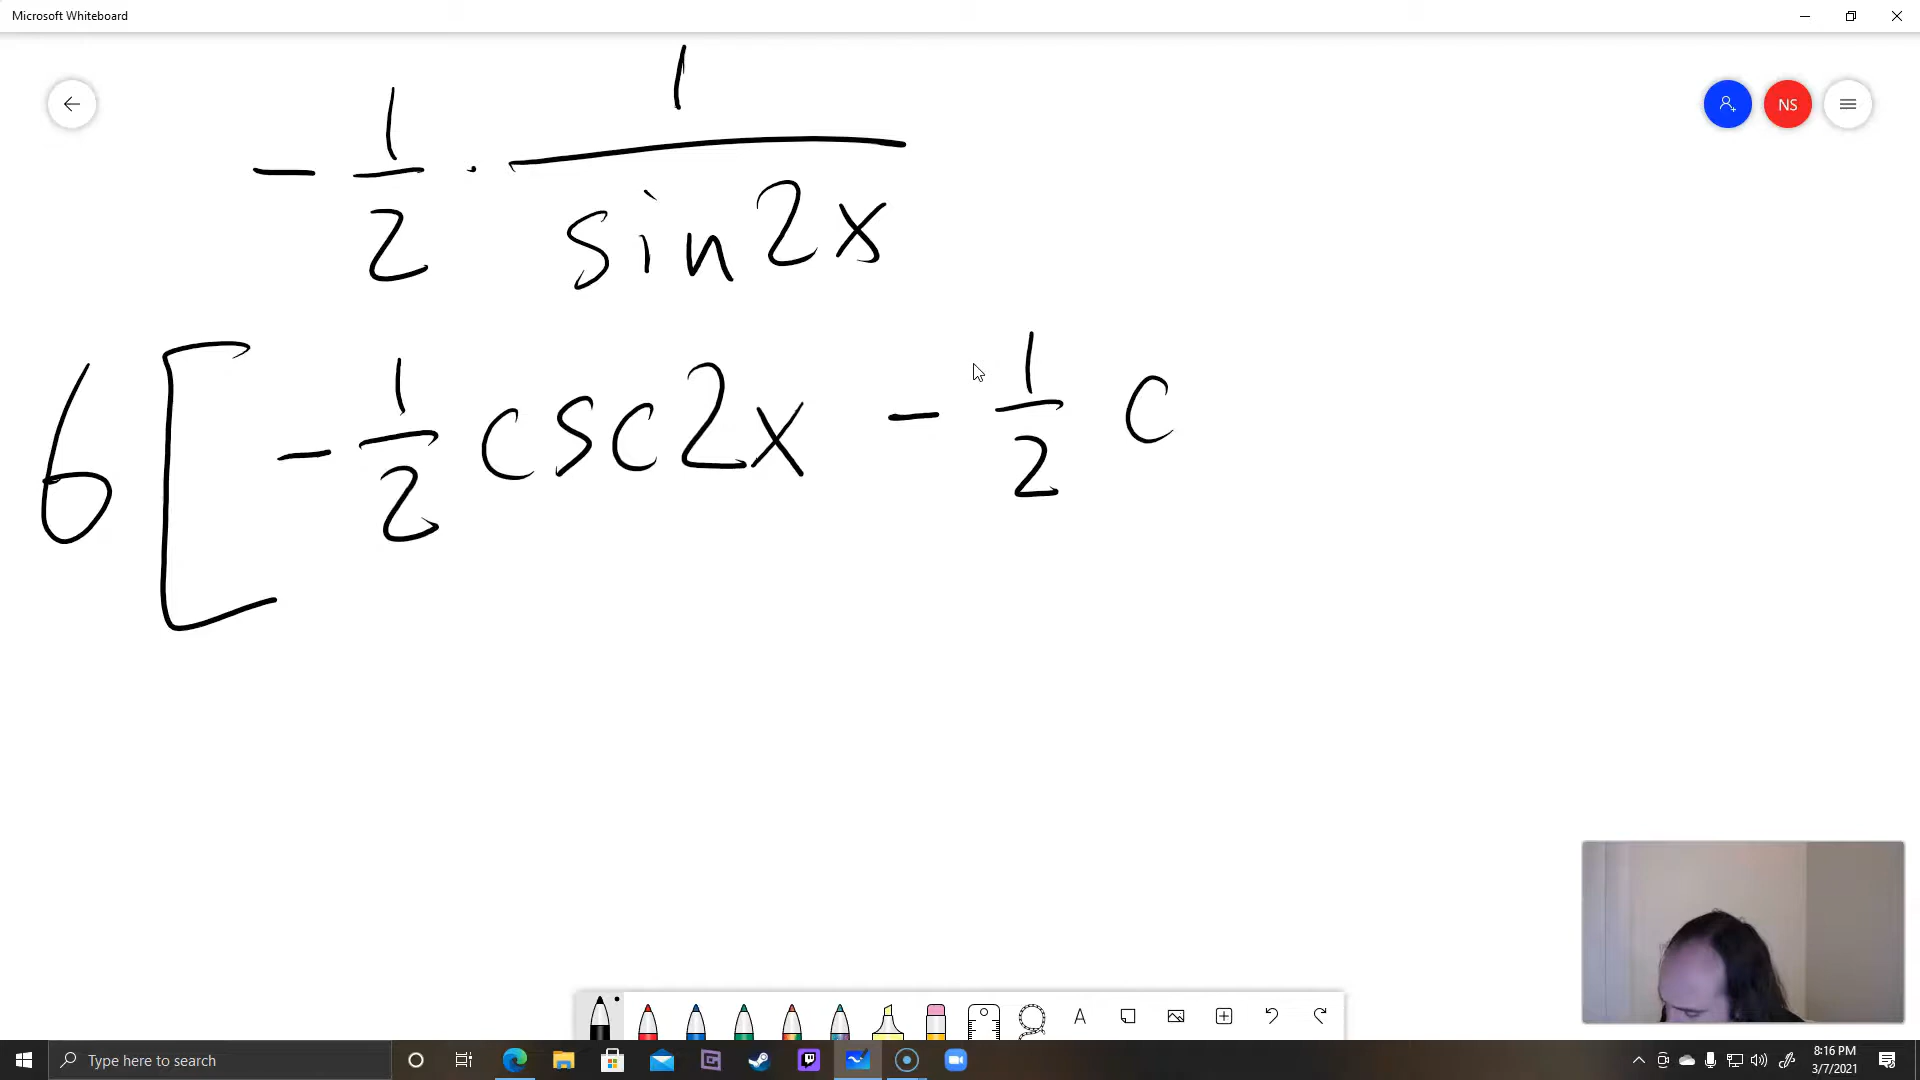 Microsoft Whiteboard
NS
- 1/2 · 1/sin2x
6 [ - 1/2 csc2x - 1/2 c
A
Type here to search
8:16 PM
3/7/2021